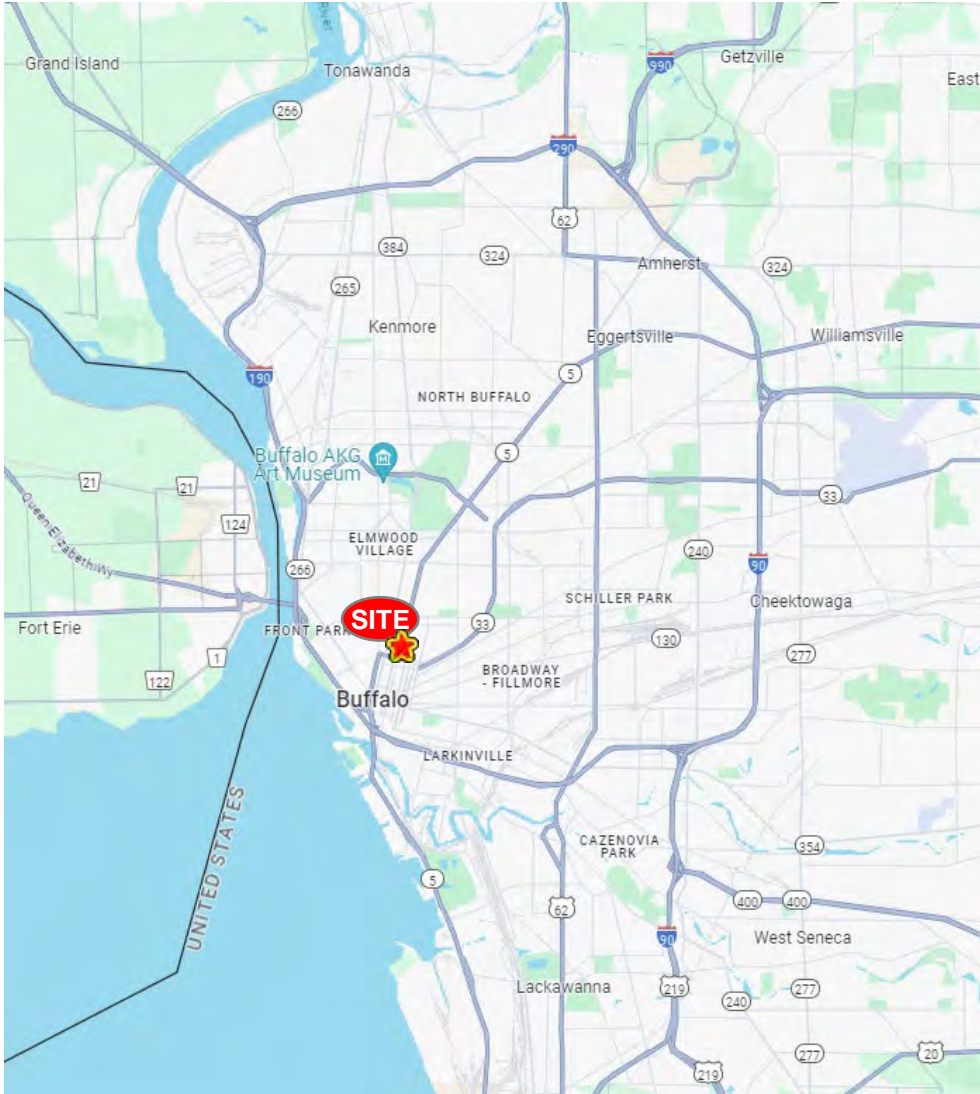 River
Grand Island
Tonawanda
990
Getzville
East
266
290
62
384
324
Amherst
324
265
Kenmore
Eggertsville
Williamsville
190
5
NORTH BUFFALO
5
Buffalo AKG
Art Museum
21
21
33
Queen Elizabeth Wy
124
ELMWOOD
VILLAGE
240
90
266
SCHILLER PARK
Cheektowaga
SITE
33
Fort Erie
FRONT PARK
130
1
277
122
BROADWAY
- FILLMORE
Buffalo
LARKINVILLE
UNITED STATES
CAZENOVIA
PARK
354
5
62
400
400
90
West Seneca
Lackawanna
219
240
277
277
20
219